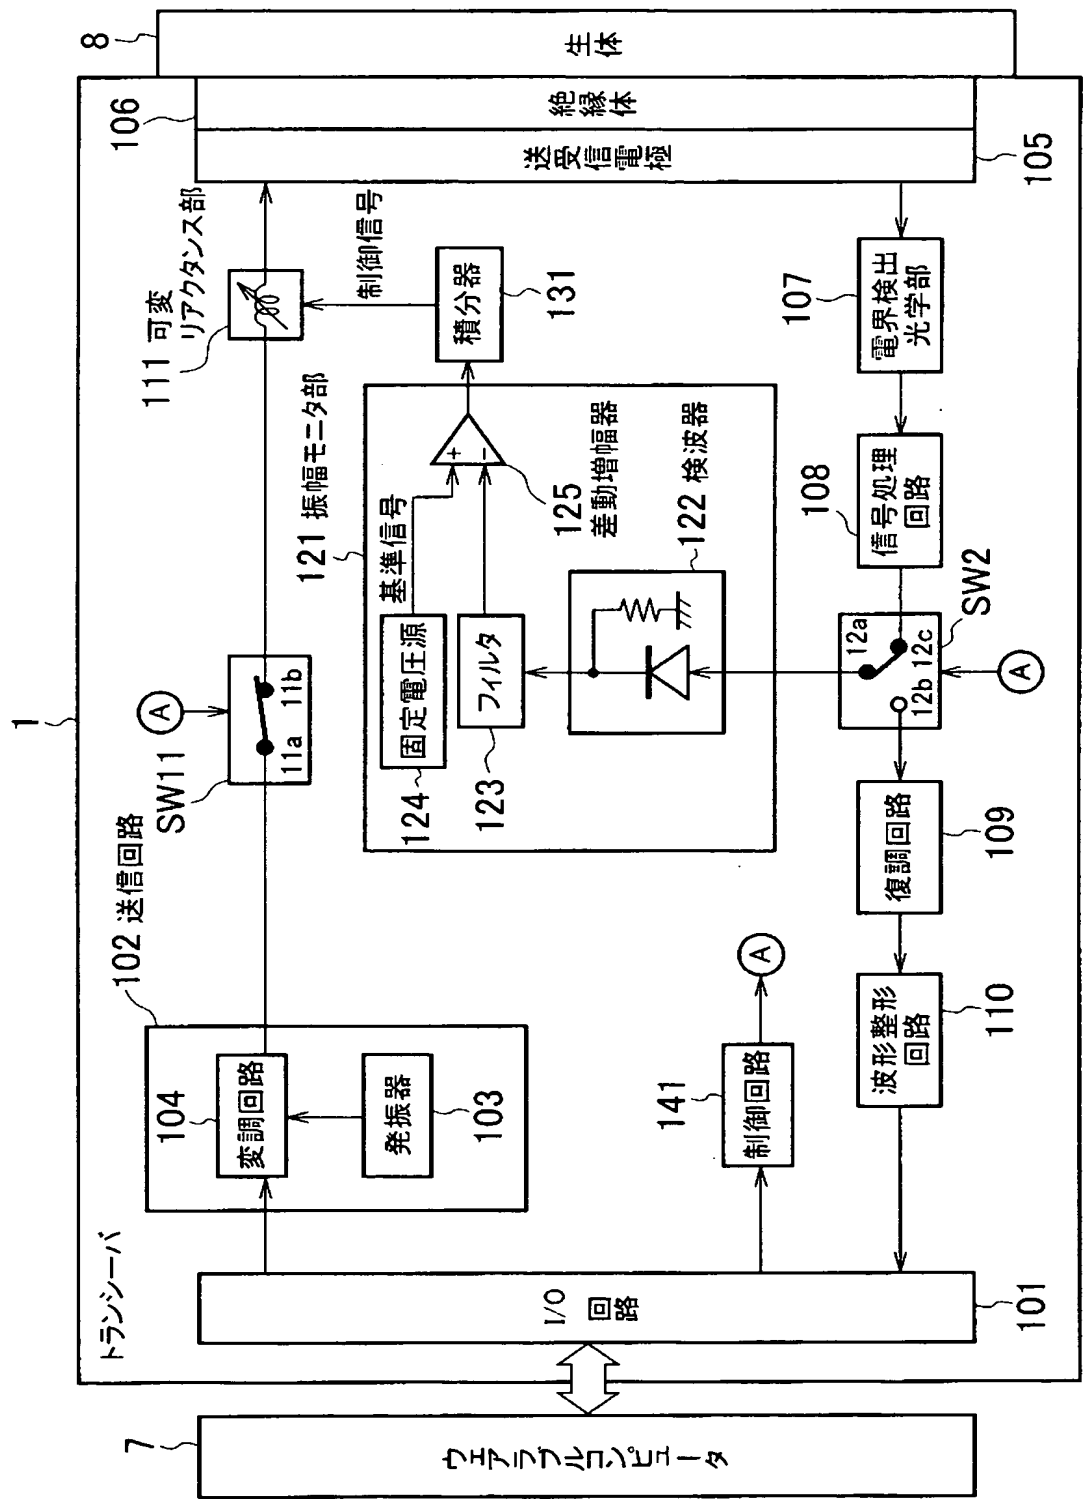 1
トランシーバ
7
ウエアラブルコンピュータ
I/O
回路
101
102 送信回路
104
変調回路
発振器
103
SW11
11a
11b
A
111 可変
リアクタンス部
制御信号
106
8
生体
絶縁体
送受信電極
105
121 振幅モニタ部
基準信号
固定電圧源
124
フィルタ
123
+
-
125
差動増幅器
122 検波器
積分器
131
電界検出
光学部
107
信号処理
回路
108
SW2
12a
12b
12c
A
復調回路
109
波形整形
回路
110
制御回路
141
A